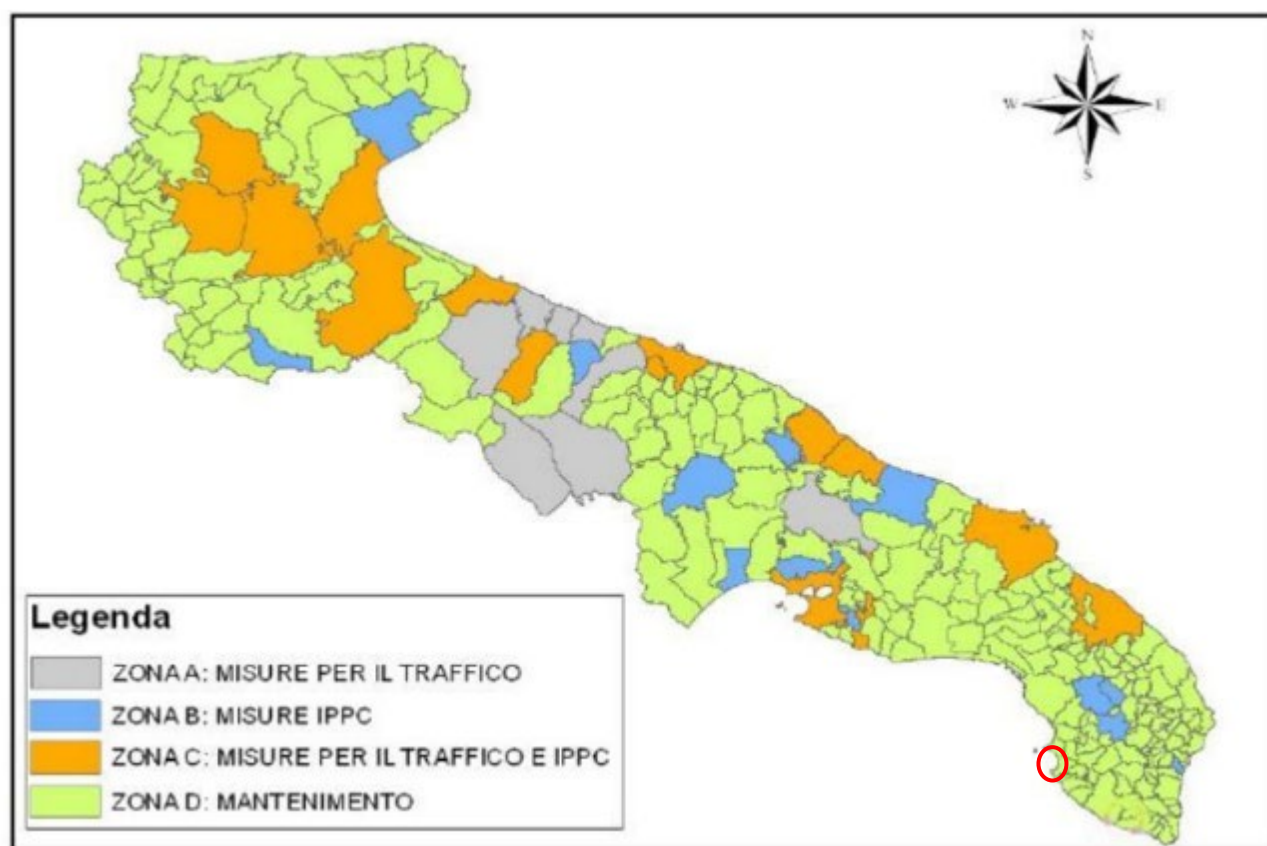 N
W
E
S
Legenda
ZONA A: MISURE PER IL TRAFFICO
ZONA B: MISURE IPPC
ZONA C: MISURE PER IL TRAFFICO E IPPC
ZONA D: MANTENIMENTO